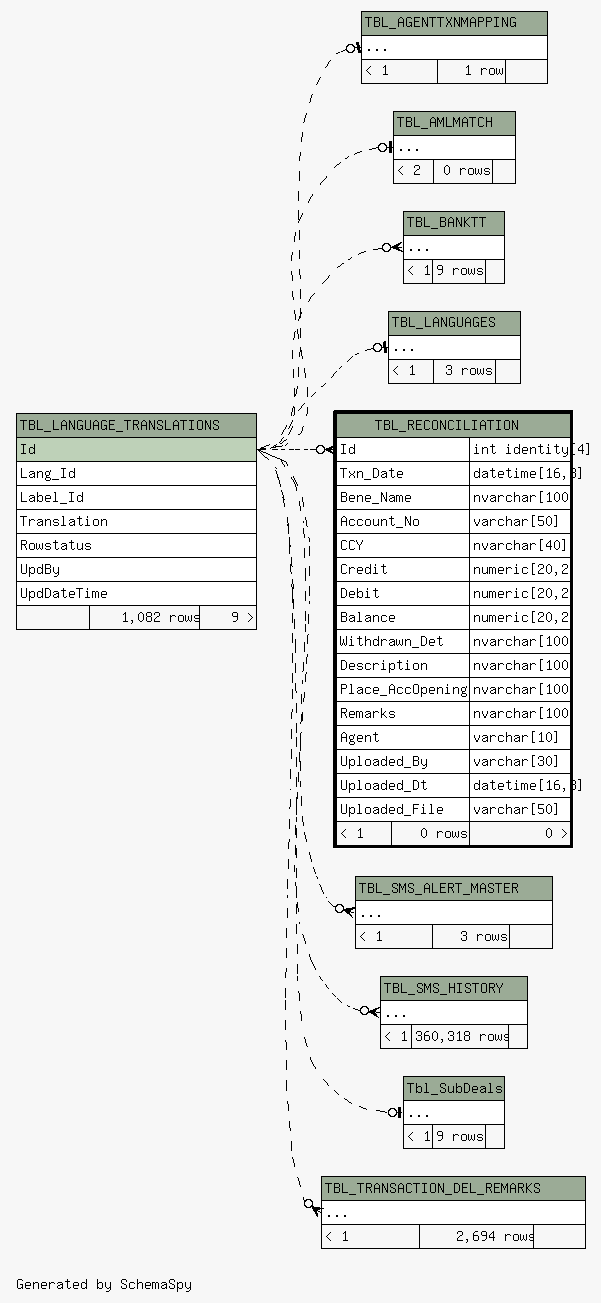 TBL_AGENTTXNMAPPING
...
< 1 1 row
TBL_AMLMATCH
...
< 2 0 rows
TBL_BANKTT
...
< 1 9 rows
TBL_LANGUAGES
...
< 1 3 rows
TBL_LANGUAGE_TRANSLATIONS
Id
Lang_Id
Label_Id
Translation
Rowstatus
UpdBy
UpdDateTime
1,082 rows 9 >
TBL_RECONCILIATION
Id int identity[4]
Txn_Date datetime[16,3]
Bene_Name nvarchar[100
Account_No varchar[50]
CCY nvarchar[40]
Credit numeric[20,2
Debit numeric[20,2
Balance numeric[20,2
Withdrawn_Det nvarchar[100
Description nvarchar[100
Place_AccOpening nvarchar[100
Remarks nvarchar[100
Agent varchar[10]
Uploaded_By varchar[30]
Uploaded_Dt datetime[16,3]
Uploaded_File varchar[50]
< 1 0 rows 0 >
TBL_SMS_ALERT_MASTER
...
< 1 3 rows
TBL_SMS_HISTORY
...
< 1 360,318 rows
Tbl_SubDeals
...
< 1 9 rows
TBL_TRANSACTION_DEL_REMARKS
...
< 1 2,694 rows
Generated by SchemaSpy